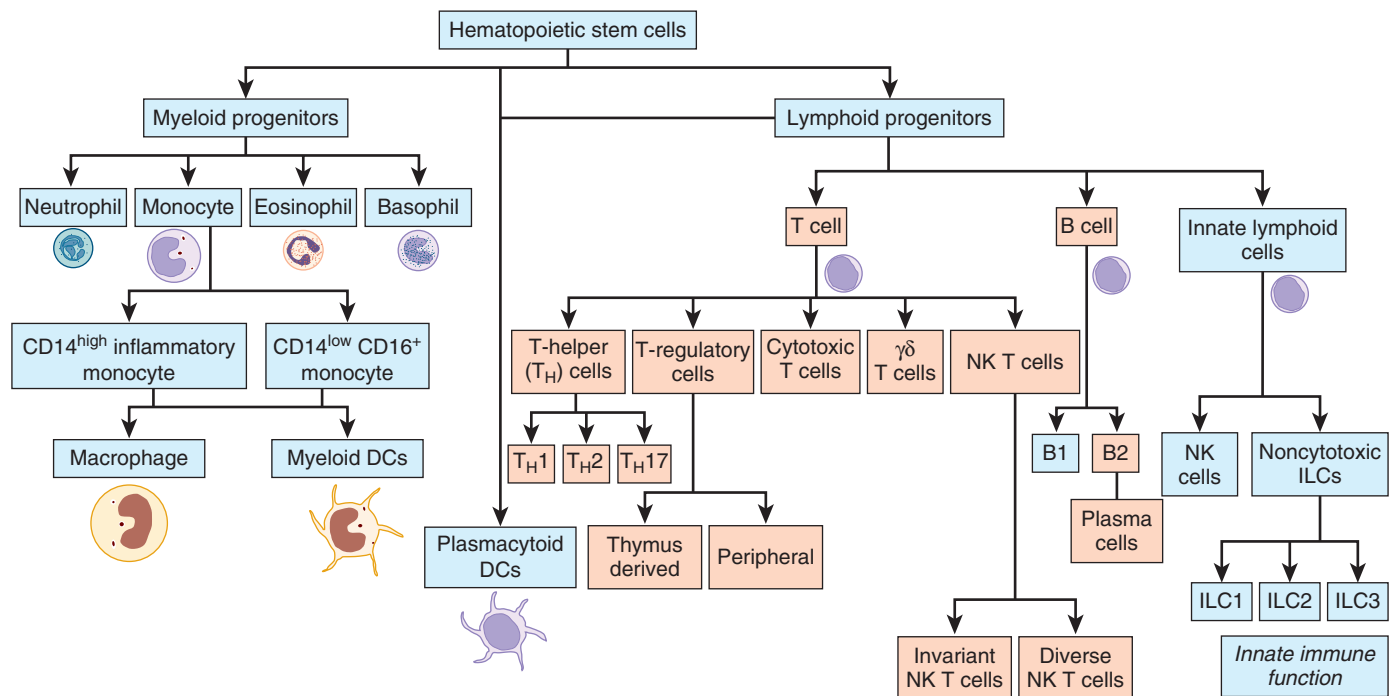 Hematopoietic stem cells
Myeloid progenitors
Lymphoid progenitors
Neutrophil
Monocyte
Eosinophil
Basophil
T cell
B cell
Innate lymphoid
cells
CD14high inflammatory
monocyte
CD14low CD16+
monocyte
T-helper
(TH) cells
T-regulatory
cells
Cytotoxic
T cells
γδ
T cells
NK T cells
Macrophage
Myeloid DCs
TH1
TH2
TH17
B1
B2
NK
cells
Noncytotoxic
ILCs
Plasmacytoid
DCs
Thymus
derived
Peripheral
Plasma
cells
ILC1
ILC2
ILC3
Invariant
NK T cells
Diverse
NK T cells
Innate immune
function